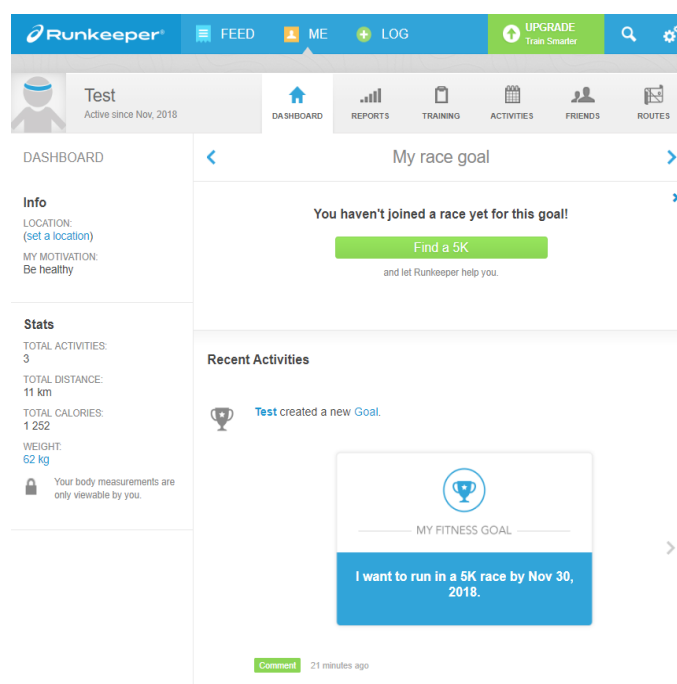 Runkeeper®
FEED
ME
LOG
UPGRADE
Train Smarter
Test
Active since Nov, 2018
DASHBOARD
REPORTS
TRAINING
ACTIVITIES
FRIENDS
ROUTES
DASHBOARD
My race goal
Info
LOCATION:
(set a location)
MY MOTIVATION:
Be healthy
You haven't joined a race yet for this goal!
Find a 5K
and let Runkeeper help you.
Stats
TOTAL ACTIVITIES:
3
TOTAL DISTANCE:
11 km
TOTAL CALORIES:
1 252
WEIGHT:
62 kg
Your body measurements are
only viewable by you.
Recent Activities
Test created a new Goal.
MY FITNESS GOAL
I want to run in a 5K race by Nov 30,
2018.
Comment
21 minutes ago